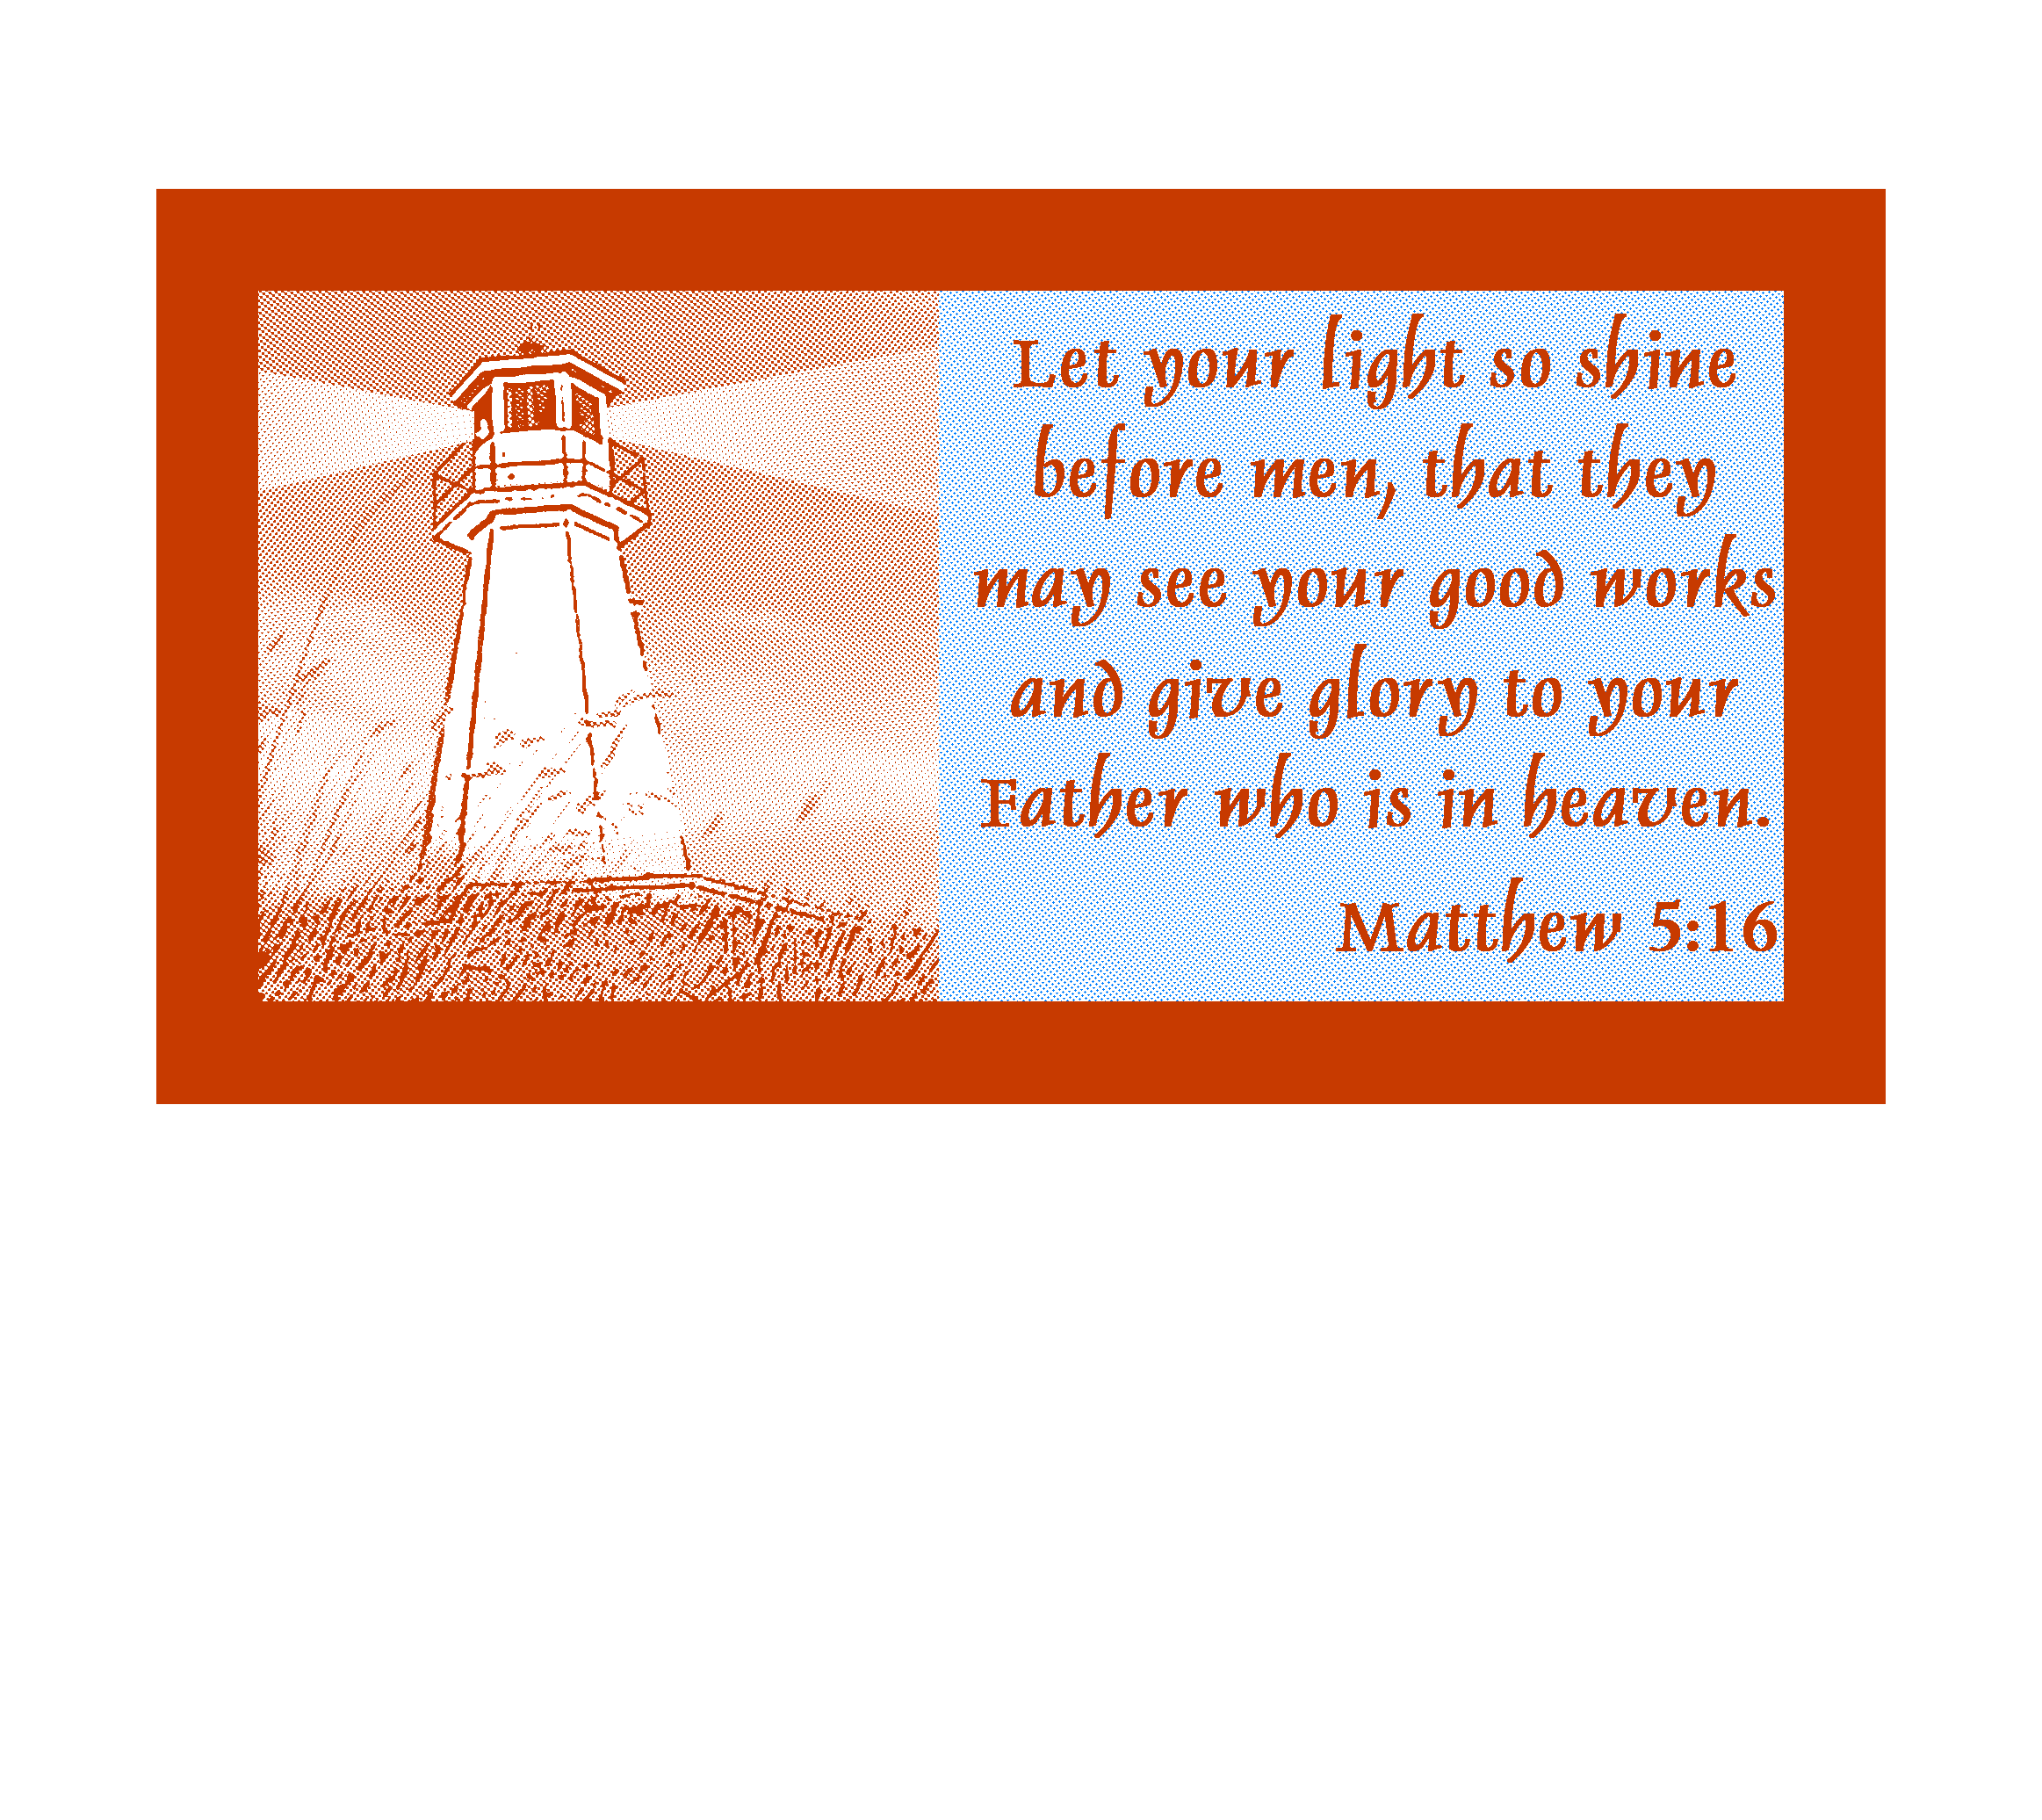 Let your light so shine
before men, that they
may see your good works
and give glory to your
Father who is in heaven.
Matthew 5:16